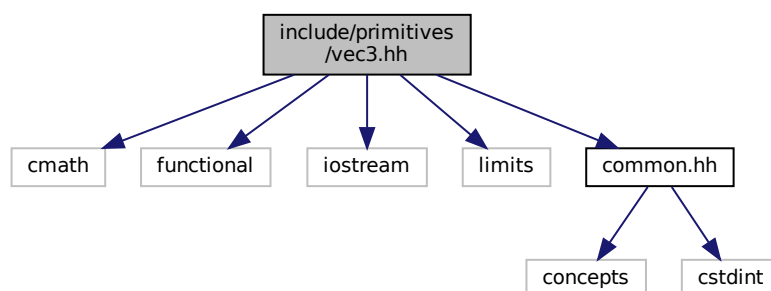 include/primitives
/vec3.hh
cmath
functional
iostream
limits
common.hh
concepts
cstdint